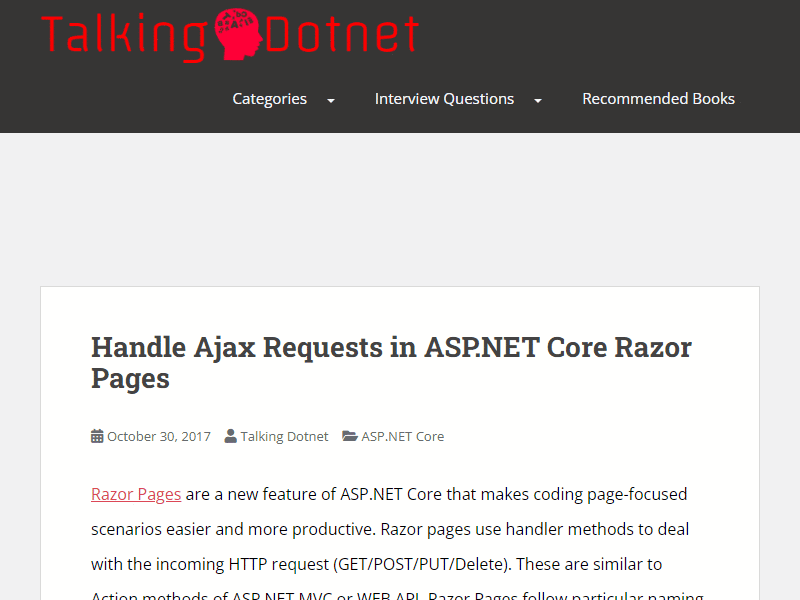 Talking Dotnet
Categories Interview Questions Recommended Books
Handle Ajax Requests in ASP.NET Core Razor
Pages
October 30, 2017 Talking Dotnet ASP.NET Core
Razor Pages are a new feature of ASP.NET Core that makes coding page-focused
scenarios easier and more productive. Razor pages use handler methods to deal
with the incoming HTTP request (GET/POST/PUT/Delete). These are similar to
Action methods of ASP.NET MVC or WEB API. Razor Pages follow particular naming